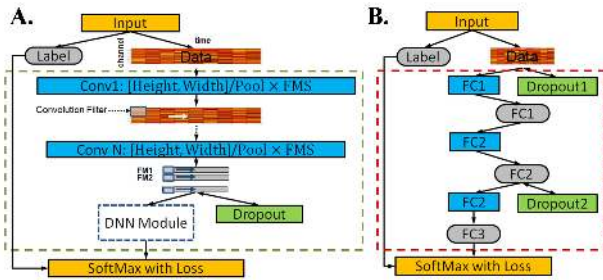 A.
Input
Label
channel
time
Data
Conv1: [Height,Width]/Pool × FMS
Convolution Filter
Conv N: [Height,Width]/Pool × FMS
FM1
FM2
DNN Module
Dropout
SoftMax with Loss
B.
Input
Label
Data
FC1
Dropout1
FC1
FC2
FC2
FC2
Dropout2
FC3
SoftMax with Loss